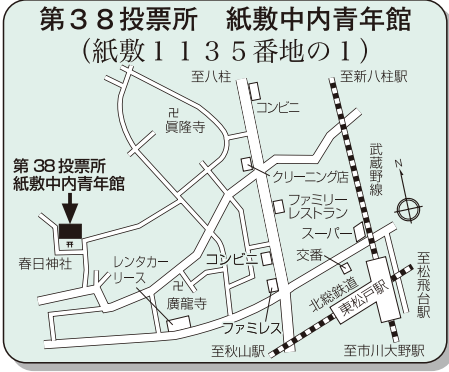 第３８投票所　紙敷中内青年館
（紙敷１１３５番地の１）
至八柱
至新八柱駅
コンビニ
卍
眞隆寺
武蔵野線
N
第38投票所
紙敷中内青年館
クリーニング店
ファミリー
レストラン
スーパー
交番
春日神社
レンタカー
リース
コンビニ
卍
廣龍寺
ファミレス
北総鉄道
東松戸駅
至松飛台駅
至秋山駅
至市川大野駅